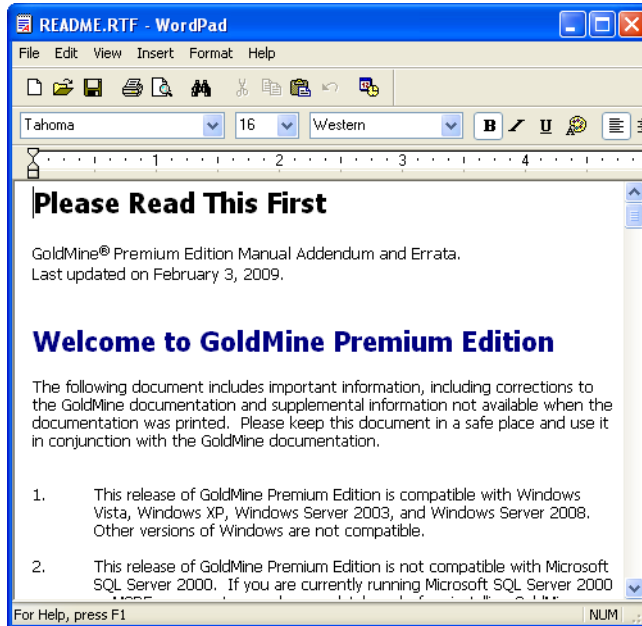 README.RTF - WordPad
File Edit View Insert Format Help
Tahoma 16 Western B I U
1 2 3 4
Please Read This First
GoldMine® Premium Edition Manual Addendum and Errata.
Last updated on February 3, 2009.
Welcome to GoldMine Premium Edition
The following document includes important information, including corrections to
the GoldMine documentation and supplemental information not available when the
documentation was printed. Please keep this document in a safe place and use it
in conjunction with the GoldMine documentation.
1. This release of GoldMine Premium Edition is compatible with Windows
Vista, Windows XP, Windows Server 2003, and Windows Server 2008.
Other versions of Windows are not compatible.
2. This release of GoldMine Premium Edition is not compatible with Microsoft
SQL Server 2000. If you are currently running Microsoft SQL Server 2000
For Help, press F1 NUM